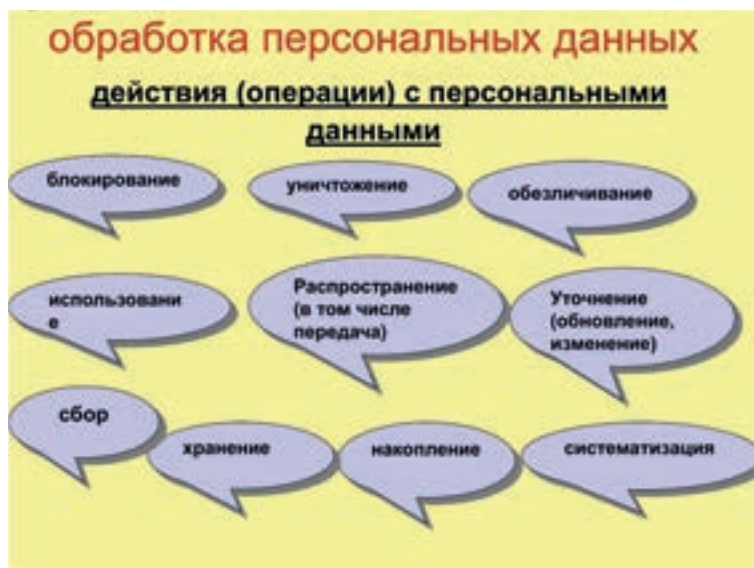 обработка персональных данных
действия (операции) с персональными
данными
блокирование
уничтожение
обезличивание
использовани
е
Распространение
(в том числе
передача)
Уточнение
(обновление,
изменение)
сбор
хранение
накопление
систематизация